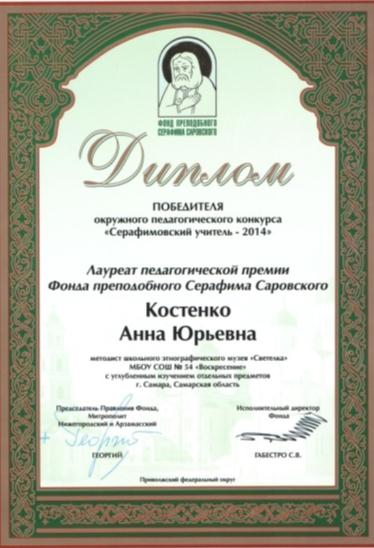 ФОНД ПРЕПОДОБНОГО
СЕРАФИМА САРОВСКОГО
Диплом
ПОБЕДИТЕЛЯ
окружного педагогического конкурса
«Серафимовский учитель - 2014»
Лауреат педагогической премии
Фонда преподобного Серафима Саровского
Костенко
Анна Юрьевна
методист школьного этнографического музея «Светелка»
МБОУ СОШ № 54 «Воскресение»
с углубленным изучением отдельных предметов
г. Самара, Самарская область
Председатель Правления Фонда,
Митрополит
Нижегородский и Арзамасский
Исполнительный директор
Фонда
+ Георгий
ГЕОРГИЙ
ГАБЕСТРО С.В.
Приволжский федеральный округ